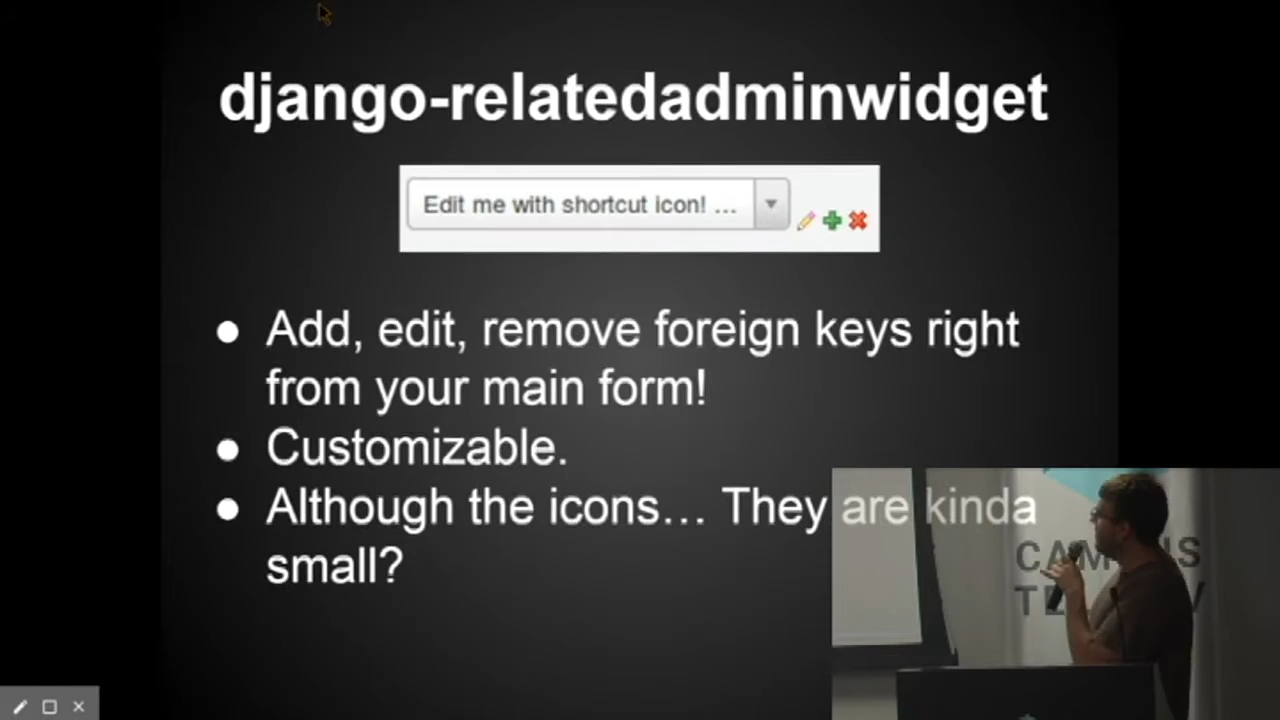 django-relatedadminwidget
Edit me with shortcut icon! ...
● Add, edit, remove foreign keys right
from your main form!
● Customizable.
● Although the icons… They are kinda
small?